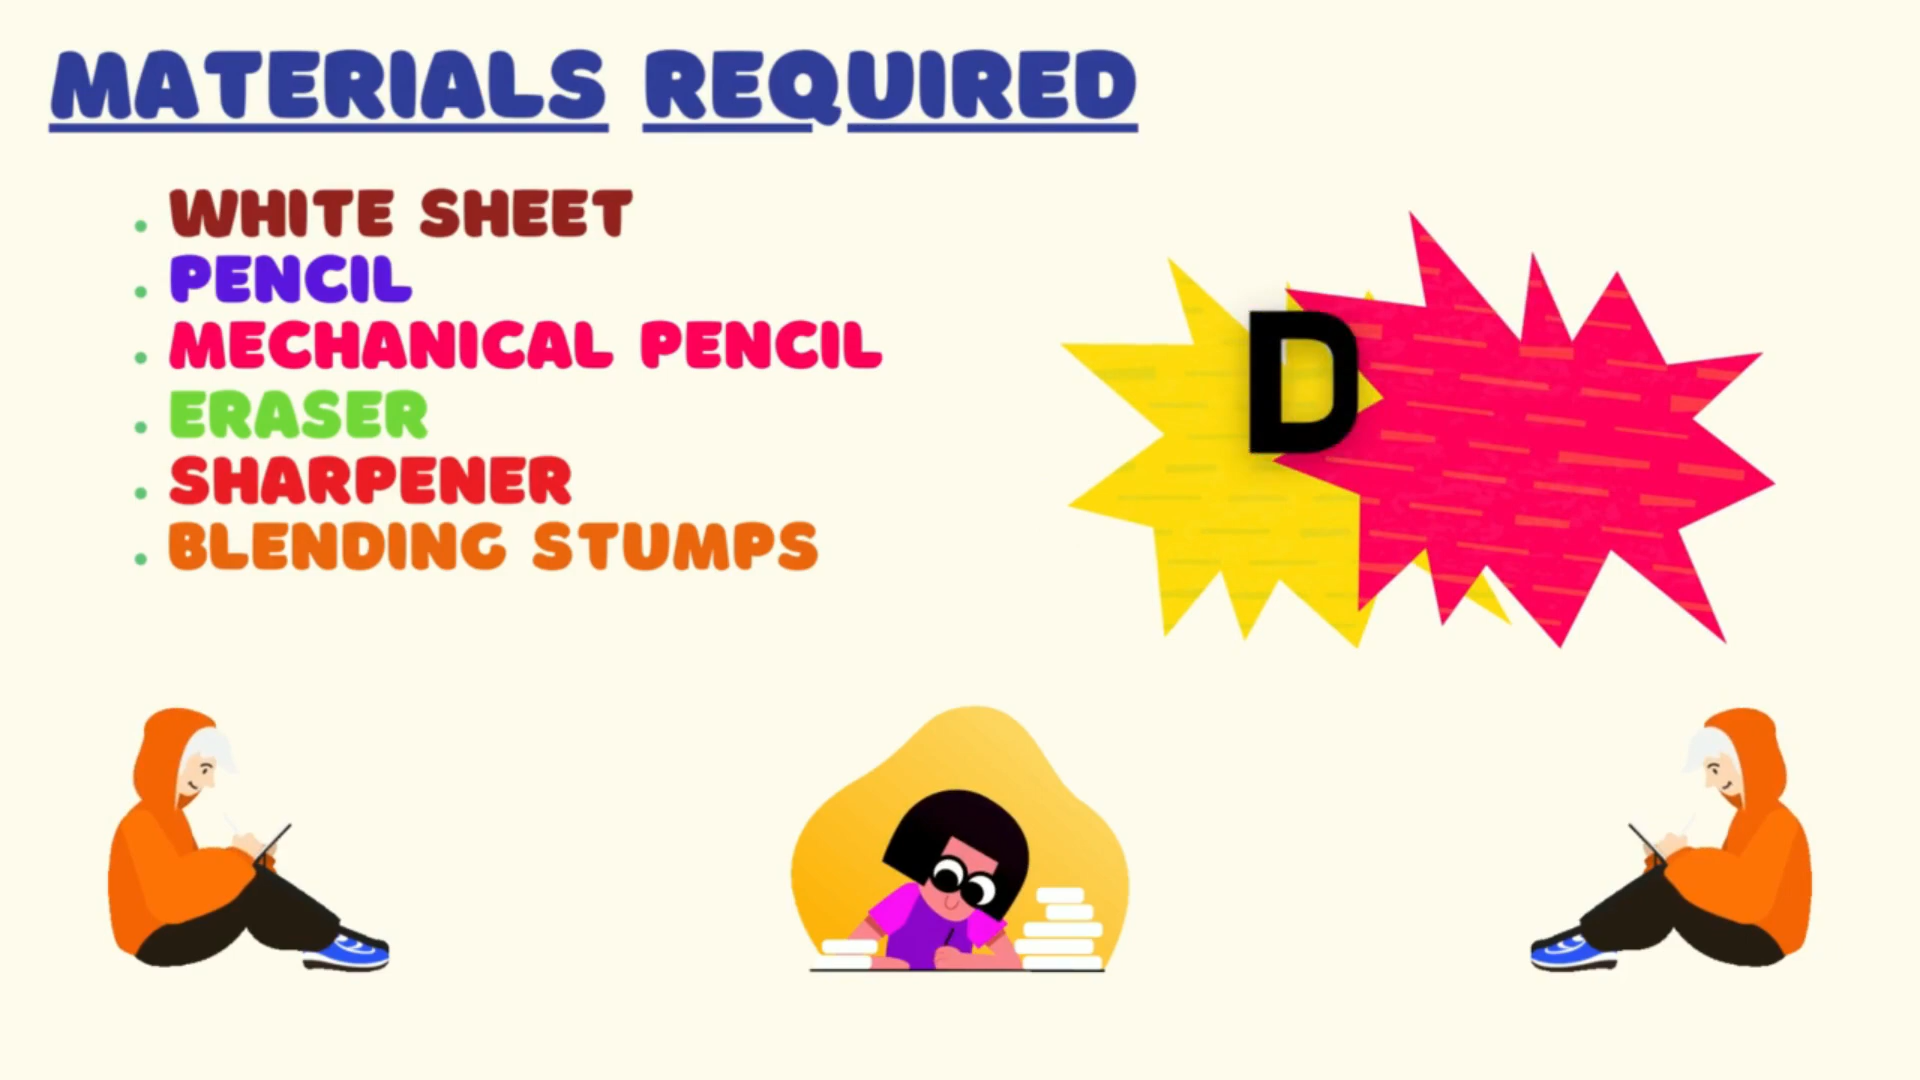 MATERIALS REQUIRED
WHITE SHEET
PENCIL
MECHANICAL PENCIL
ERASER
SHARPENER
BLENDING STUMPS
D